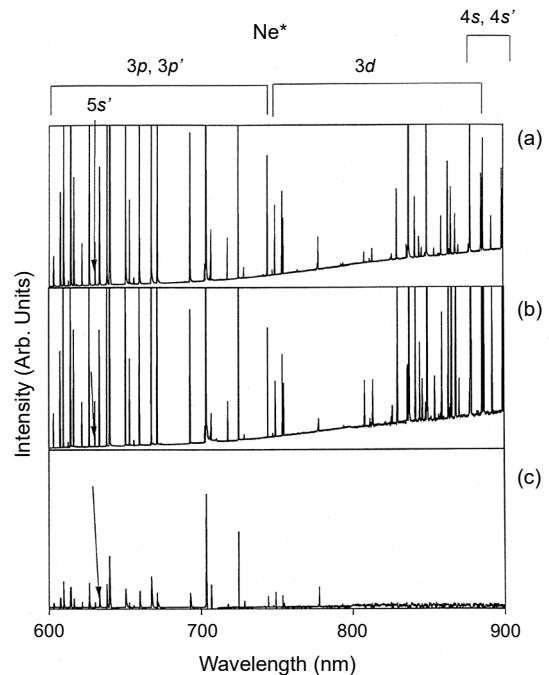 4s, 4s'
Ne*
3p, 3p'
3d
5s'
(a)
(b)
(c)
Intensity (Arb. Units)
600
700
800
900
Wavelength (nm)